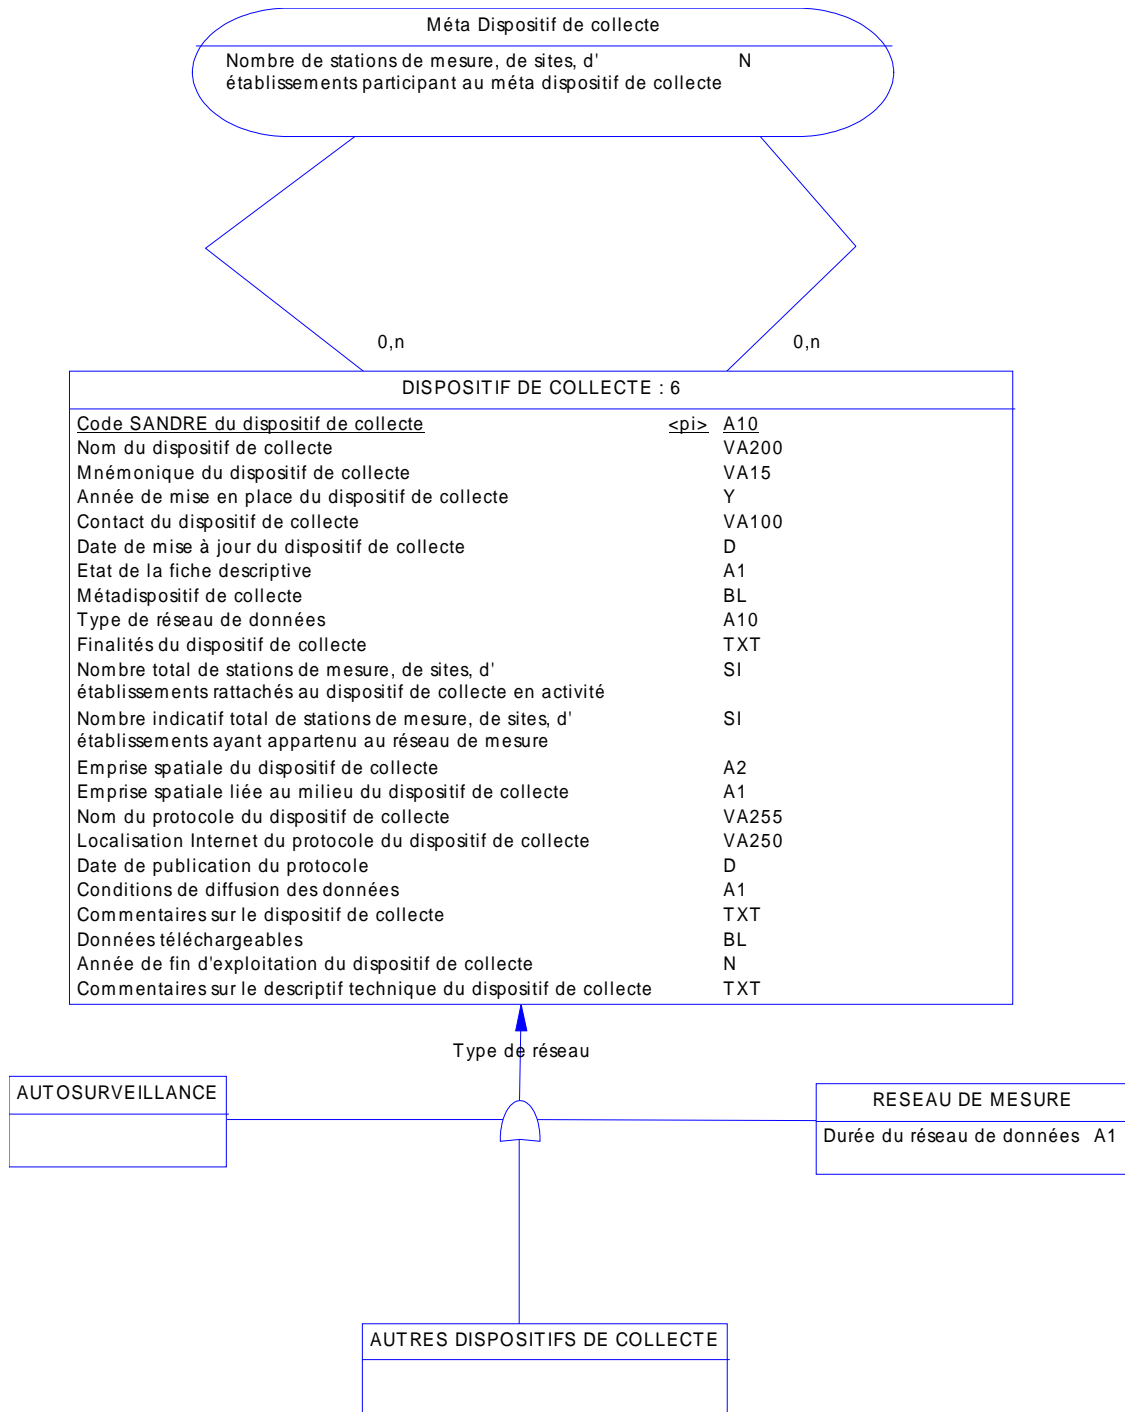 Méta Dispositif de collecte
Nombre de stations de mesure, de sites, d' N
établissements participant au méta dispositif de collecte
0,n 0,n
DISPOSITIF DE COLLECTE : 6
Code SANDRE du dispositif de collecte <pi> A10
Nom du dispositif de collecte VA200
Mnémonique du dispositif de collecte VA15
Année de mise en place du dispositif de collecte Y
Contact du dispositif de collecte VA100
Date de mise à jour du dispositif de collecte D
Etat de la fiche descriptive A1
Métadispositif de collecte BL
Type de réseau de données A10
Finalités du dispositif de collecte TXT
Nombre total de stations de mesure, de sites, d' SI
établissements rattachés au dispositif de collecte en activité
Nombre indicatif total de stations de mesure, de sites, d' SI
établissements ayant appartenu au réseau de mesure
Emprise spatiale du dispositif de collecte A2
Emprise spatiale liée au milieu du dispositif de collecte A1
Nom du protocole du dispositif de collecte VA255
Localisation Internet du protocole du dispositif de collecte VA250
Date de publication du protocole D
Conditions de diffusion des données A1
Commentaires sur le dispositif de collecte TXT
Données téléchargeables BL
Année de fin d'exploitation du dispositif de collecte N
Commentaires sur le descriptif technique du dispositif de collecte TXT
Type de réseau
AUTOSURVEILLANCE
RESEAU DE MESURE
Durée du réseau de données A1
AUTRES DISPOSITIFS DE COLLECTE